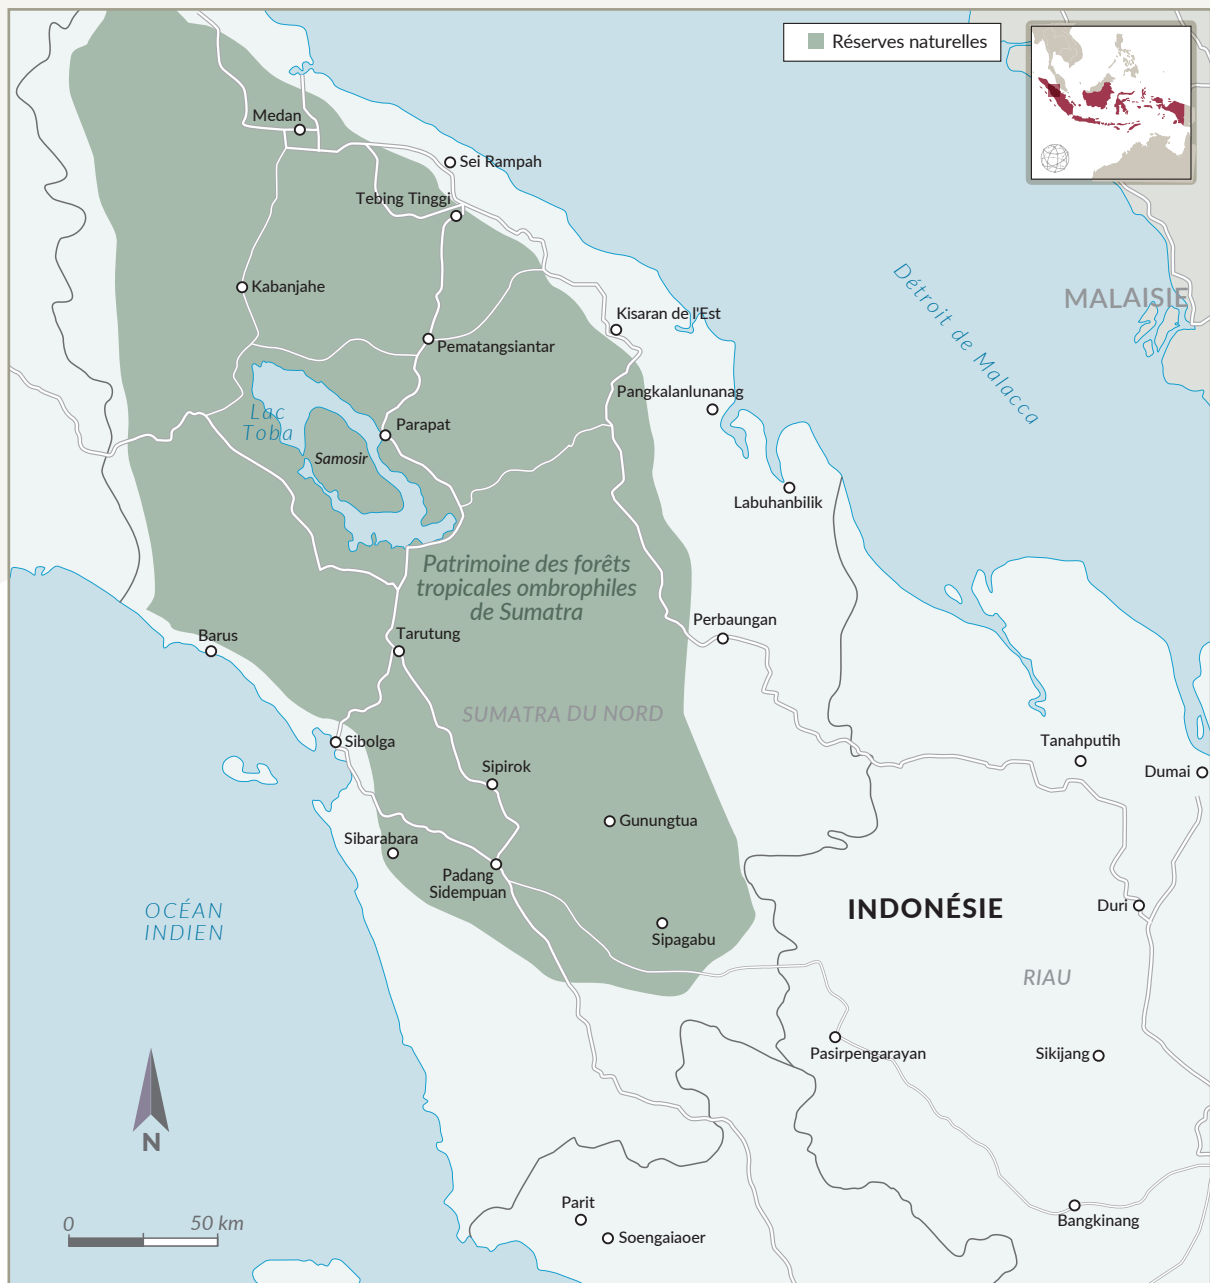 Réserves naturelles
Medan
Sei Rampah
Tebing Tinggi
Kabanjahe
MALAISIE
Détroit de Malacca
Kisaran de l'Est
Pematangsiantar
Pangkalanlunanag
Lac
Toba
Parapat
Samosir
Labuhanbilik
Patrimoine des forêts
tropicales ombrophiles
de Sumatra
Perbaungan
Barus
Tarutung
SUMATRA DU NORD
Sibolga
Tanahputih
Sipirok
Dumai
Gunungtua
Sibarabara
Padang
Sidempuan
OCÉAN
INDIEN
INDONÉSIE
Duri
Sipagabu
RIAU
Pasirpengarayan
Sikijang
N
Parit
Bangkinang
0
50 km
Soengaiaoer